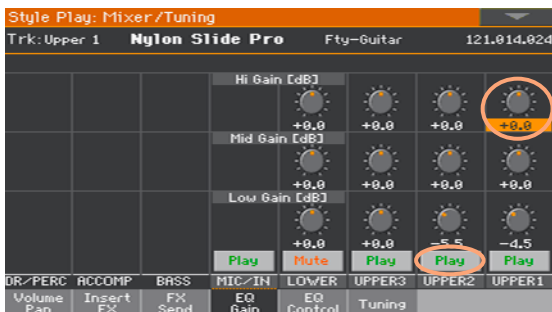 Style Play: Mixer/Tuning
Trk: Upper 1 Nylon Slide Pro Fty-Guitar 121.014.024
Hi Gain [dB]
+0.0 +0.0 +0.0 +0.0
Mid Gain [dB]
+0.0 +0.0 +0.0 +0.0
Low Gain [dB]
+0.0 +0.0 -5.5 -4.5
Play Mute Play Play Play
DR/PERC ACCOMP BASS MIC/IN LOWER UPPER3 UPPER2 UPPER1
Volume Insert FX EQ EQ Tuning
Pan FX Send Gain Control